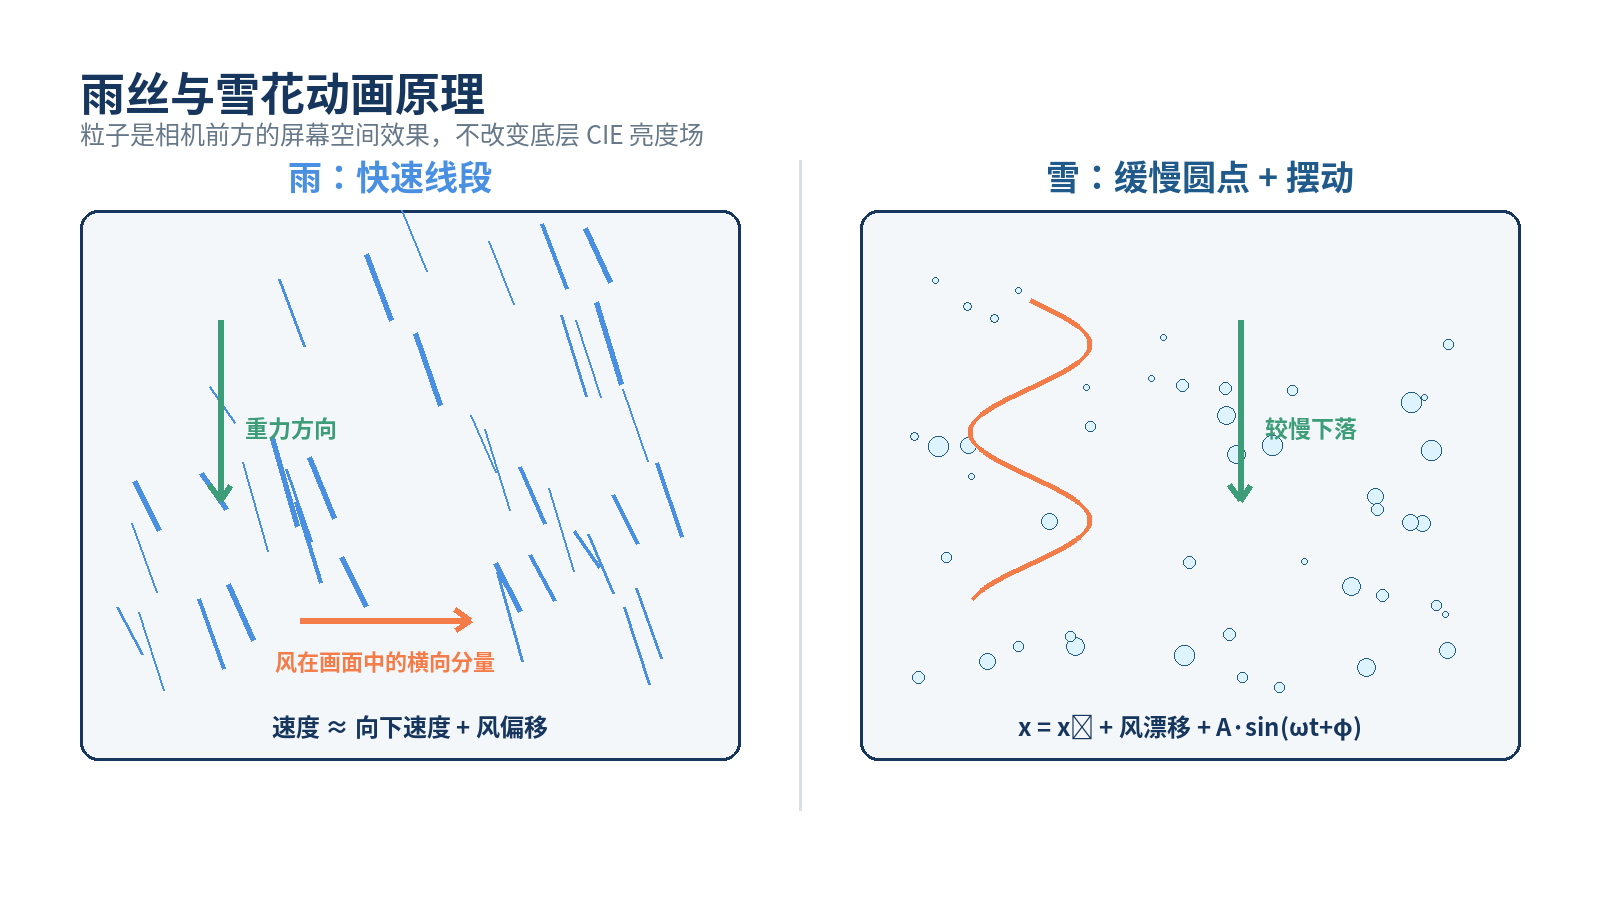 雨丝与雪花动画原理
粒子是相机前方的屏幕空间效果，不改变底层 CIE 亮度场
雨：快速线段
重力方向
风在画面中的横向分量
速度 ≈ 向下速度 + 风偏移
雪：缓慢圆点 + 摆动
较慢下落
x = x□ + 风漂移 + A·sin(ωt+φ)